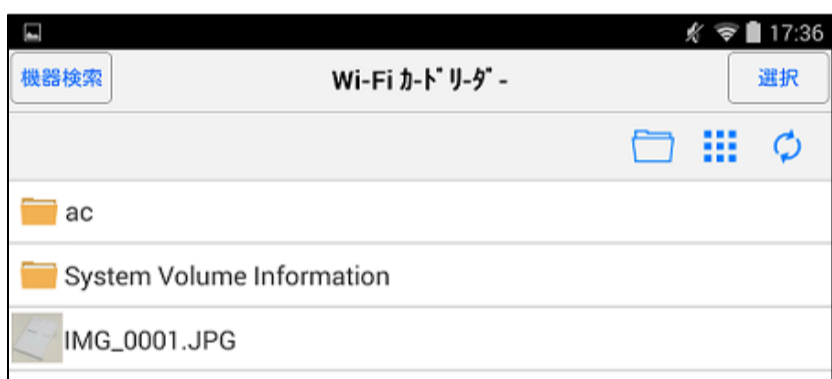 17:36
機器検索 Wi-Fi ｶｰﾄﾞﾘｰﾀﾞｰ 選択
ac
System Volume Information
IMG_0001.JPG